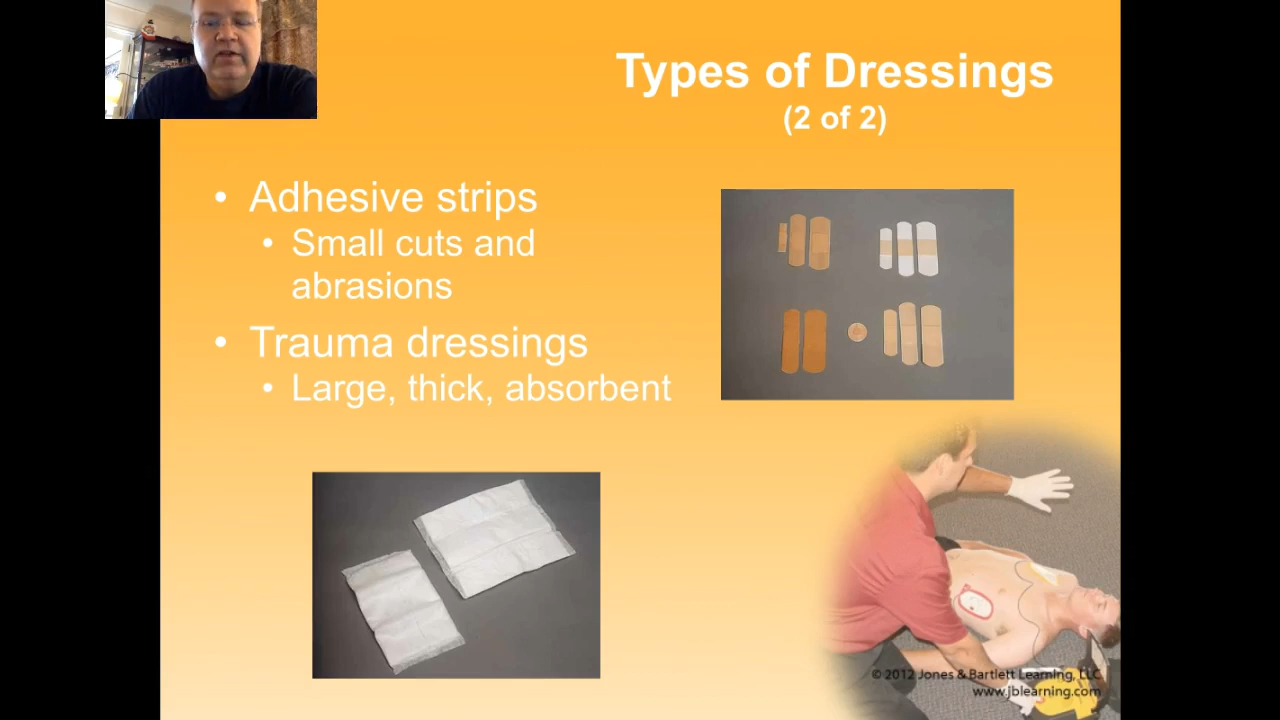 Types of Dressings
(2 of 2)
• Adhesive strips
• Small cuts and
abrasions
• Trauma dressings
• Large, thick, absorbent
© 2012 Jones & Bartlett Learning, LLC
www.jblearning.com